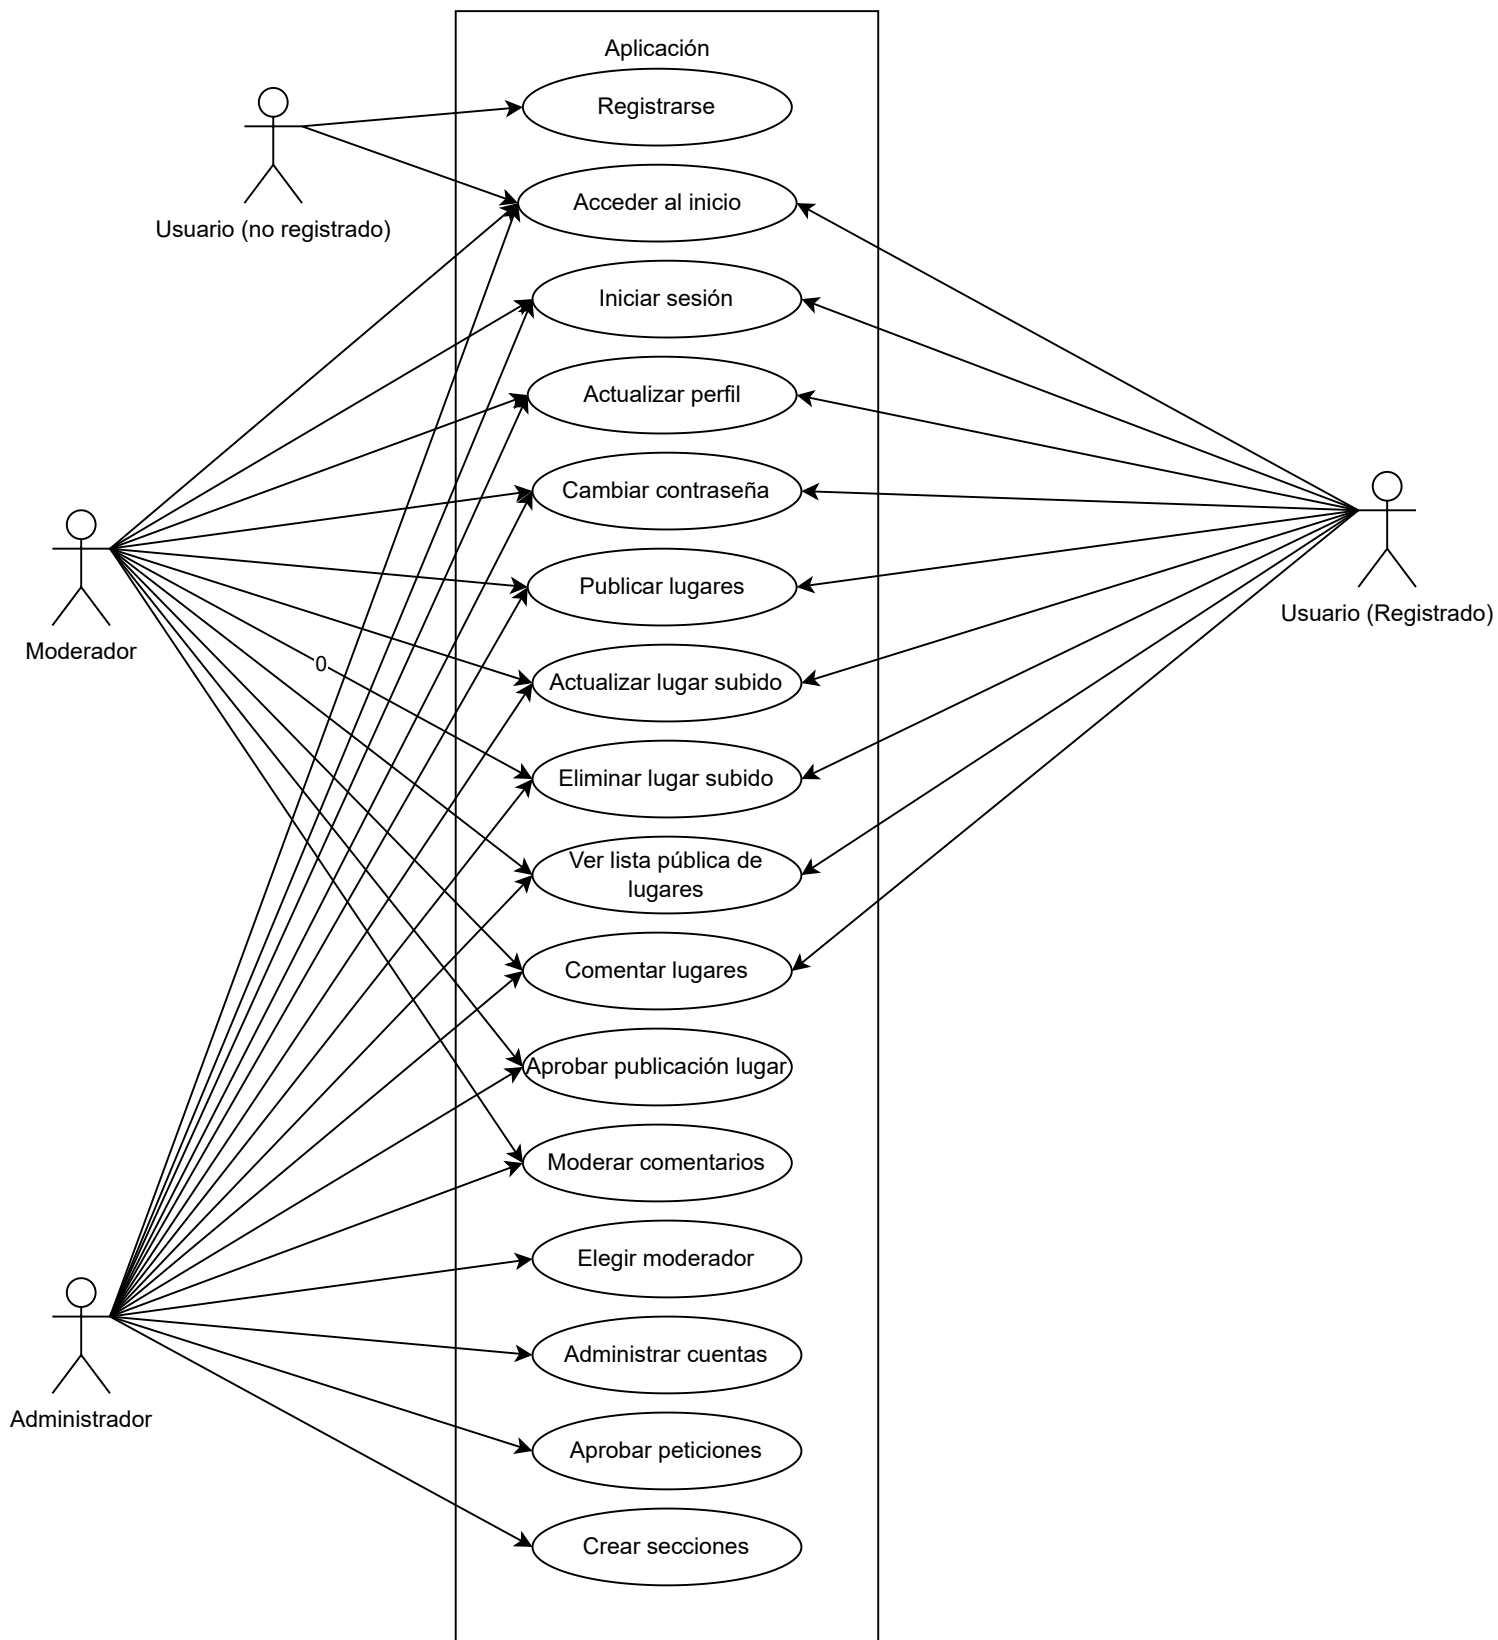 Aplicación
Registrarse
Usuario (no registrado)
Acceder al inicio
Iniciar sesión
Actualizar perfil
Cambiar contraseña
Publicar lugares
Usuario (Registrado)
Moderador
0
Actualizar lugar subido
Eliminar lugar subido
Ver lista pública de
lugares
Comentar lugares
Aprobar publicación lugar
Moderar comentarios
Elegir moderador
Administrar cuentas
Administrador
Aprobar peticiones
Crear secciones